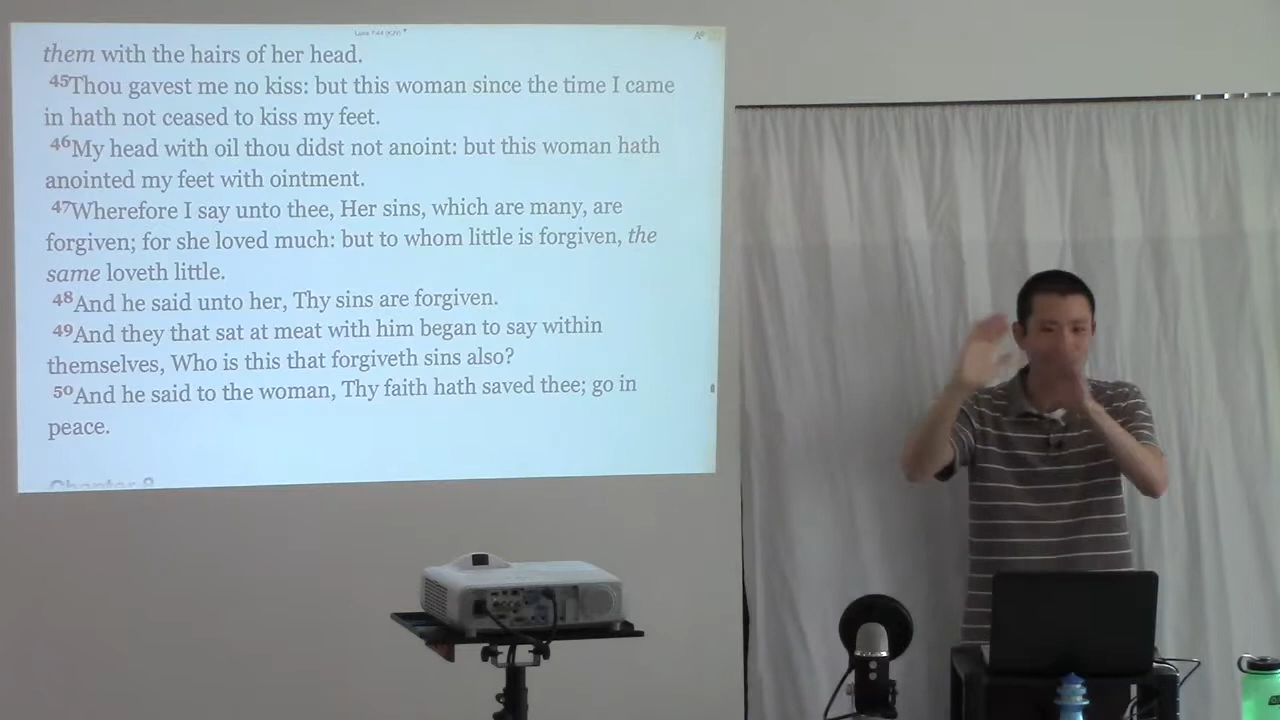 them with the hairs of her head.
45Thou gavest me no kiss: but this woman since the time I came
in hath not ceased to kiss my feet.
46My head with oil thou didst not anoint: but this woman hath
anointed my feet with ointment.
47Wherefore I say unto thee, Her sins, which are many, are
forgiven; for she loved much: but to whom little is forgiven, the
same loveth little.
48And he said unto her, Thy sins are forgiven.
49And they that sat at meat with him began to say within
themselves, Who is this that forgiveth sins also?
50And he said to the woman, Thy faith hath saved thee; go in
peace.